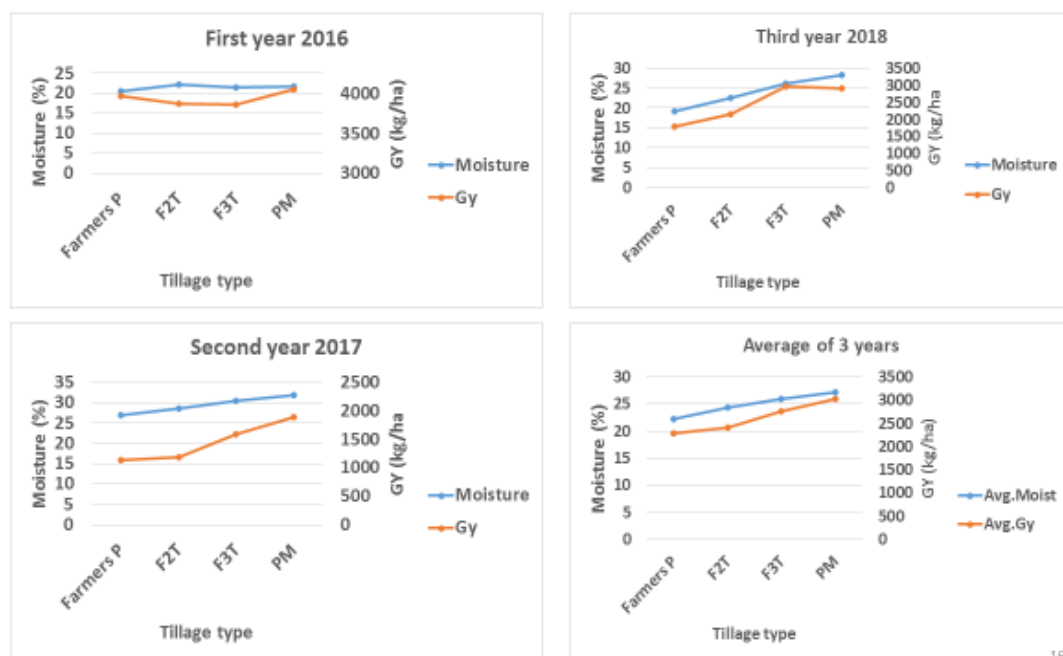 First year 2016
Moisture (%)
25
20
15
10
5
0
4000
3500
3000
GY (kg/ha)
Moisture
Gy
Farmers P
F2T
F3T
PM
Tillage type
Third year 2018
Moisture (%)
30
25
20
15
10
5
0
3500
3000
2500
2000
1500
1000
500
0
GY (kg/ha
Moisture
Gy
Farmers P
F2T
F3T
PM
Tillage type
Second year 2017
Moisture (%)
35
30
25
20
15
10
5
0
2500
2000
1500
1000
500
0
GY (kg/ha
Moisture
Gy
Farmers P
F2T
F3T
PM
Tillage type
Average of 3 years
Moisture (%)
30
25
20
15
10
5
0
3500
3000
2500
2000
1500
1000
500
0
GY (kg/ha)
Avg.Moist
Avg.Gy
Farmers P
F2T
F3T
PM
Tillage type